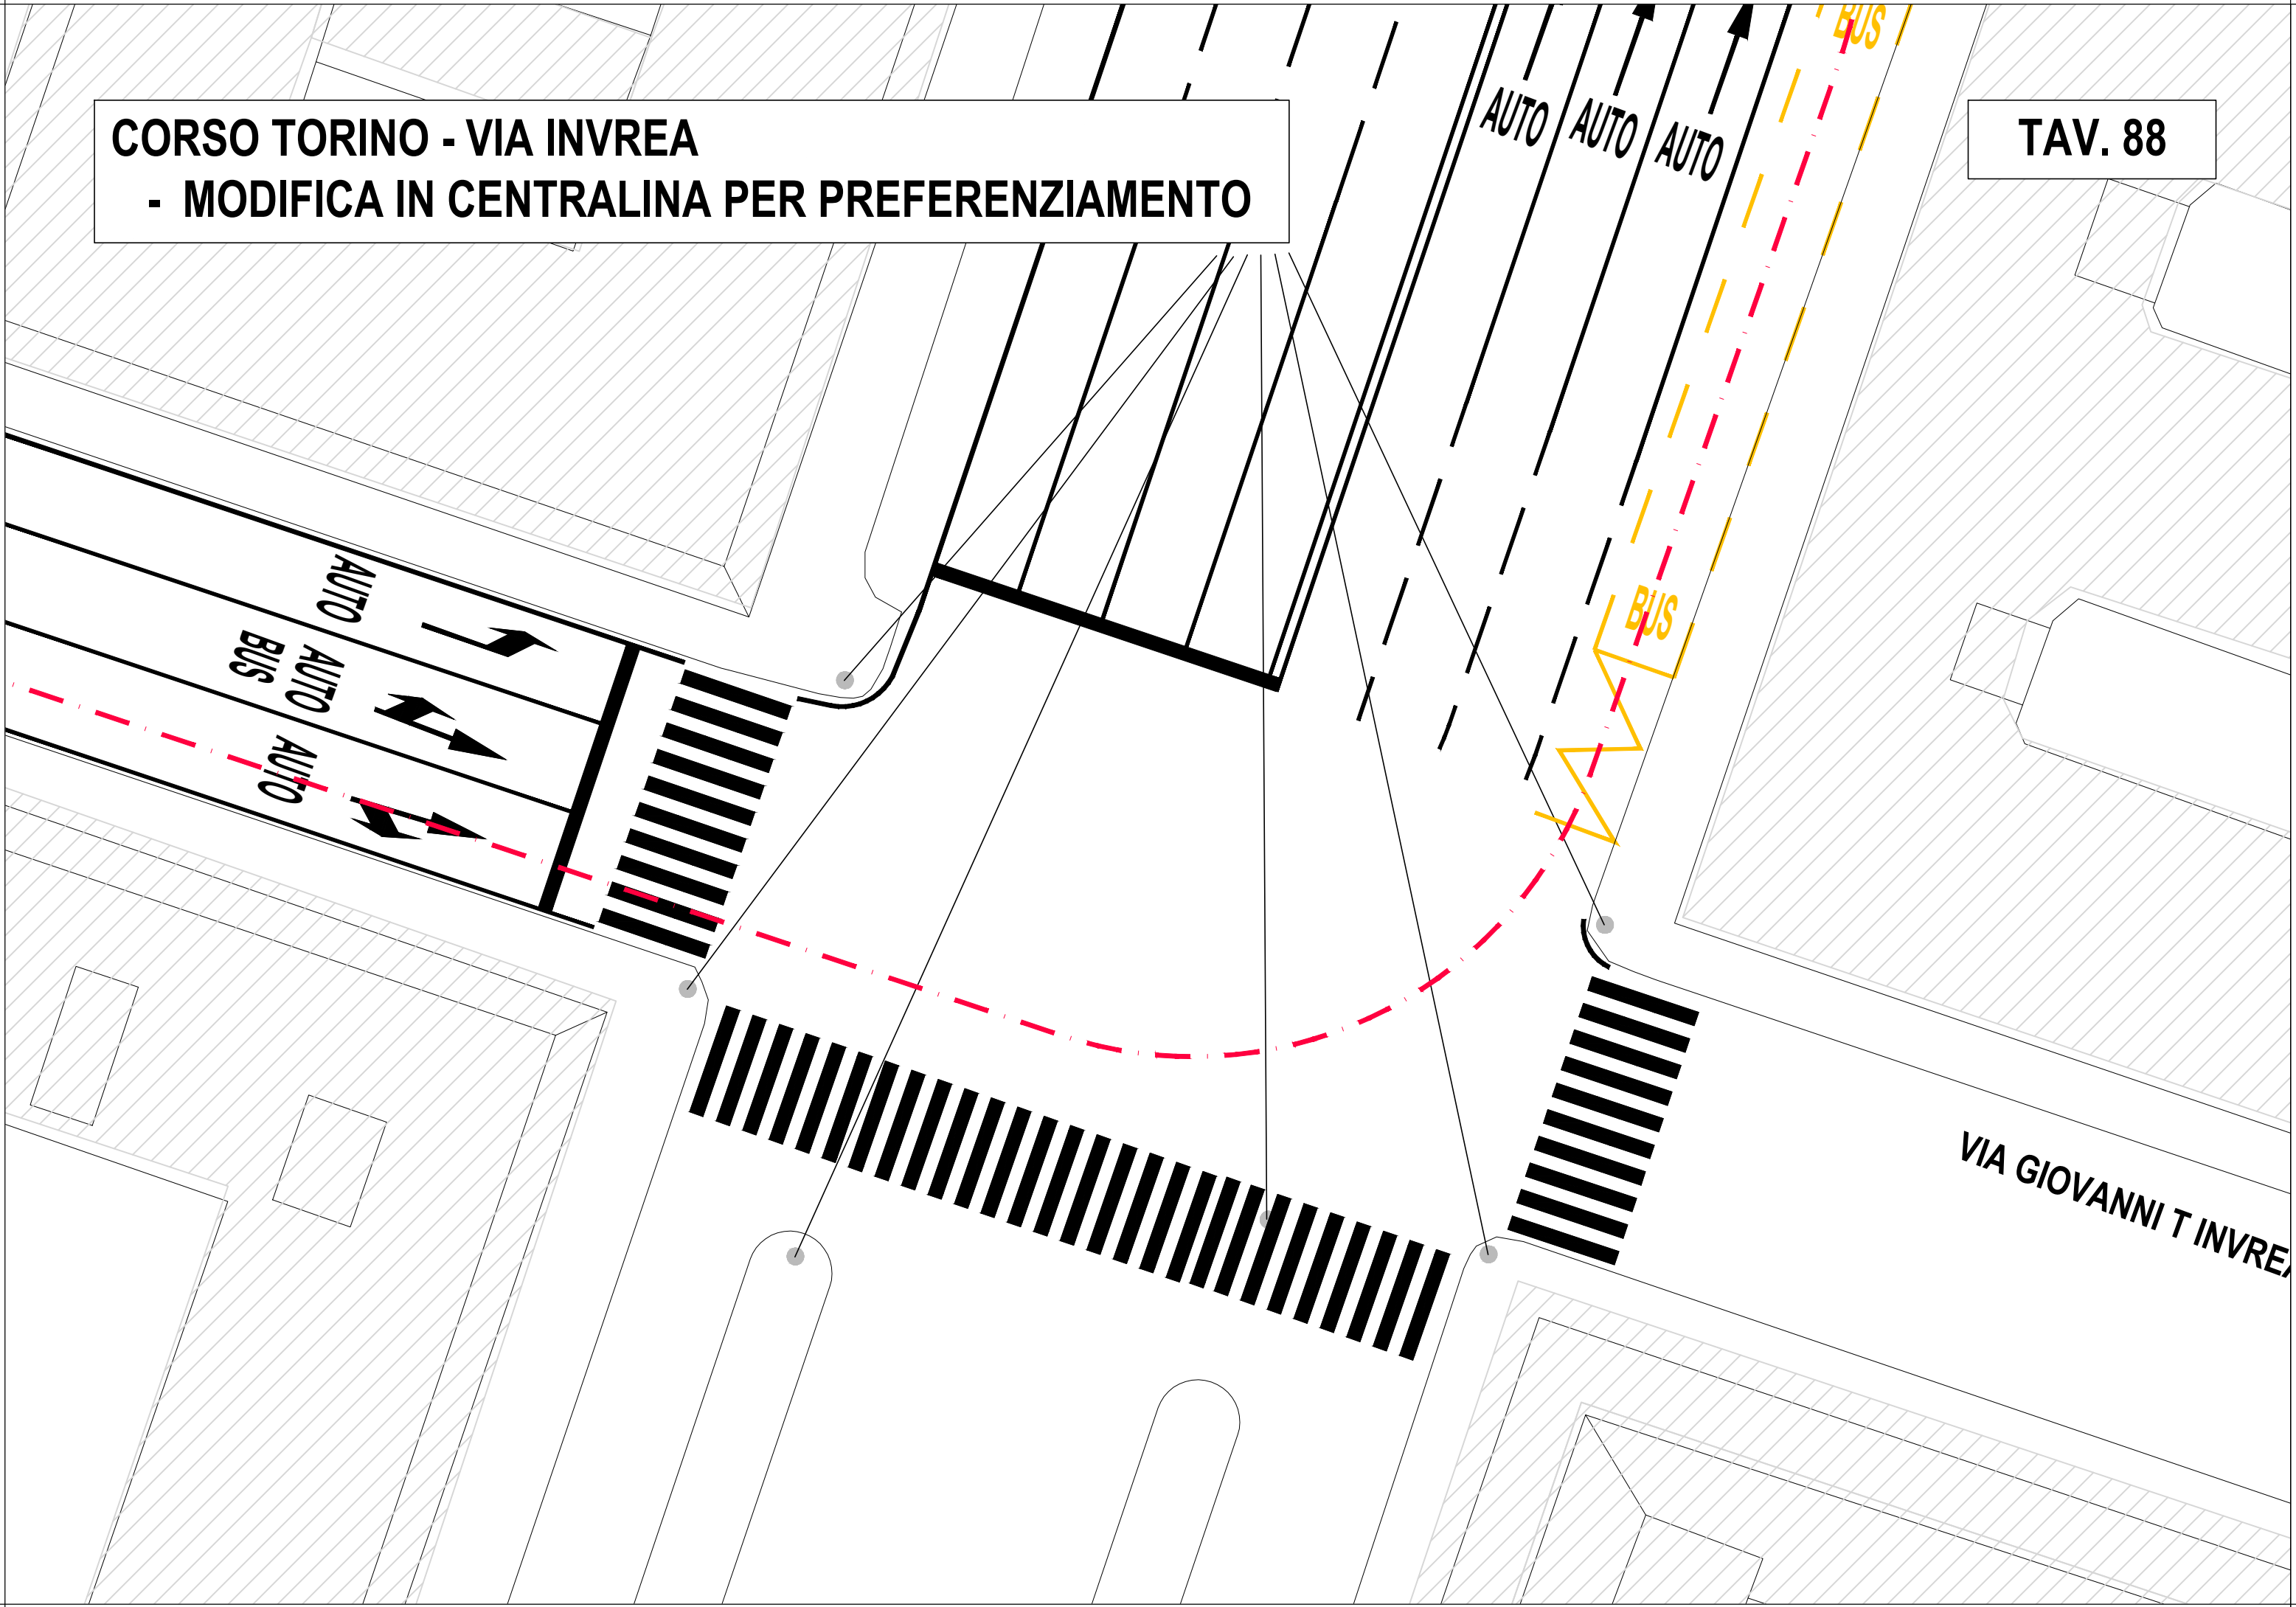 CORSO TORINO - VIA INVREA
- MODIFICA IN CENTRALINA PER PREFERENZIAMENTO
TAV. 88
BUS
AUTO
AUTO
AUTO
AUTO
AUTO
BUS
AUTO
BUS
VIA GIOVANNI T INVREA